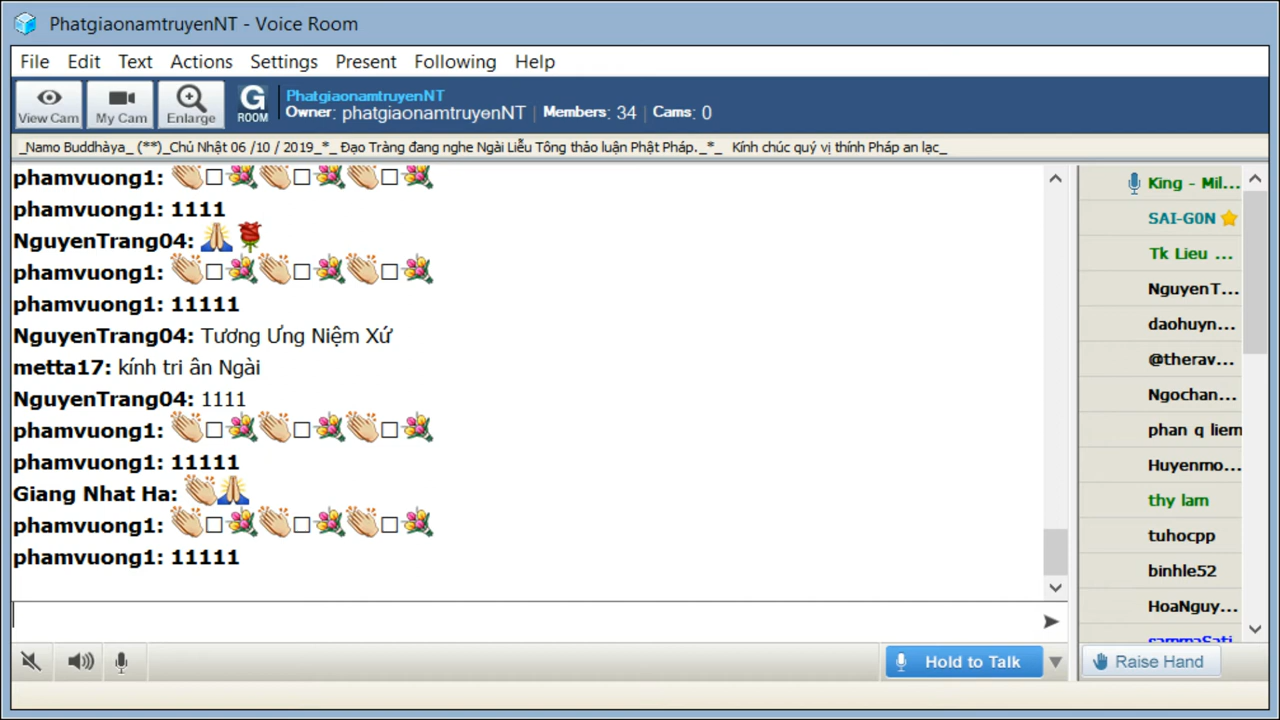 PhatgiaonamtruyenNT - Voice Room
File Edit Text Actions Settings Present Following Help
View Cam My Cam Enlarge G ROOM
PhatgiaonamtruyenNT
Owner: phatgiaonamtruyenNT | Members: 34 | Cams: 0
_Namo Buddhàya_ (**)_Chủ Nhật 06 /10 / 2019_*_ Đạo Tràng đang nghe Ngài Liễu Tông thảo luận Phật Pháp._*_ Kính chúc quý vị thính Pháp an lạc_
phamvuong1: 👏□💐👏□💐👏□💐
phamvuong1: 1111
NguyenTrang04: 🙏🌹
phamvuong1: 👏□💐👏□💐👏□💐
phamvuong1: 11111
NguyenTrang04: Tương Ưng Niệm Xứ
metta17: kính tri ân Ngài
NguyenTrang04: 1111
phamvuong1: 👏□💐👏□💐👏□💐
phamvuong1: 11111
Giang Nhat Ha: 👏🙏
phamvuong1: 👏□💐👏□💐👏□💐
phamvuong1: 11111
King - Mil...
SAI-G0N
Tk Lieu ...
NguyenT...
daohuyn...
@therav...
Ngochan...
phan q liem
Huyenmo...
thy lam
tuhocpp
binhle52
HoaNguy...
sammaSati
Hold to Talk
Raise Hand